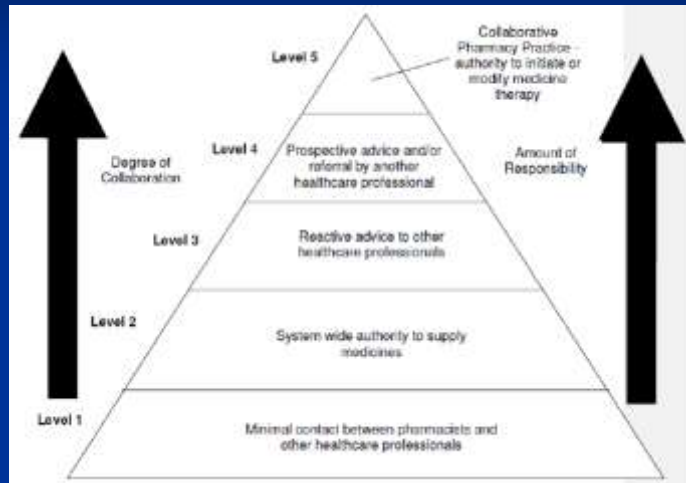 Level 5
Collaborative
Pharmacy Practice -
authority to initiate or
modify medicine
therapy
Degree of
Collaboration
Level 4
Prospective advice and/or
referral by another
healthcare professional
Amount of
Responsibility
Level 3
Reactive advice to other
healthcare professionals
Level 2
System wide authority to supply
medicines
Level 1
Minimal contact between pharmacists and
other healthcare professionals